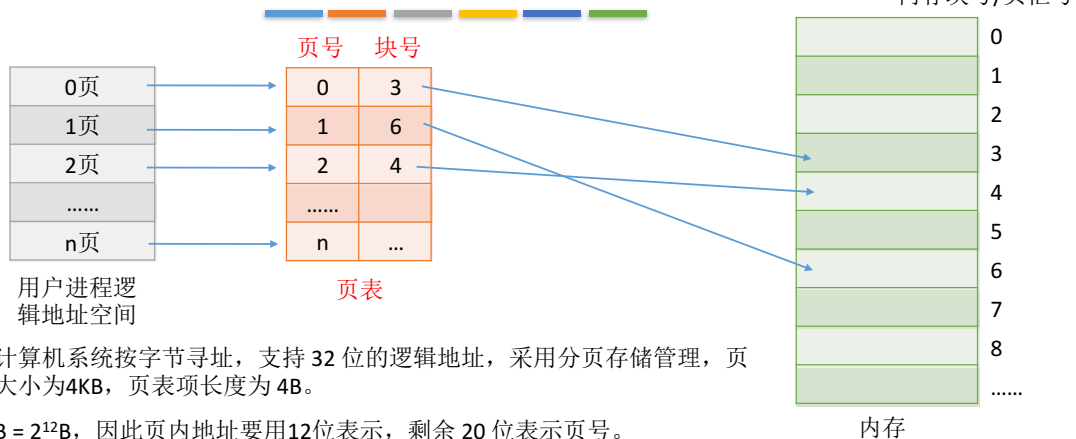 页号 块号
0 3
1 6
2 4
……
n …
页表
0页
1页
2页
……
n页
用户进程逻
辑地址空间
0
1
2
3
4
5
6
7
8
……
内存
计算机系统按字节寻址，支持 32 位的逻辑地址，采用分页存储管理，页
大小为4KB，页表项长度为 4B。
B = 2¹²B，因此页内地址要用12位表示，剩余 20 位表示页号。